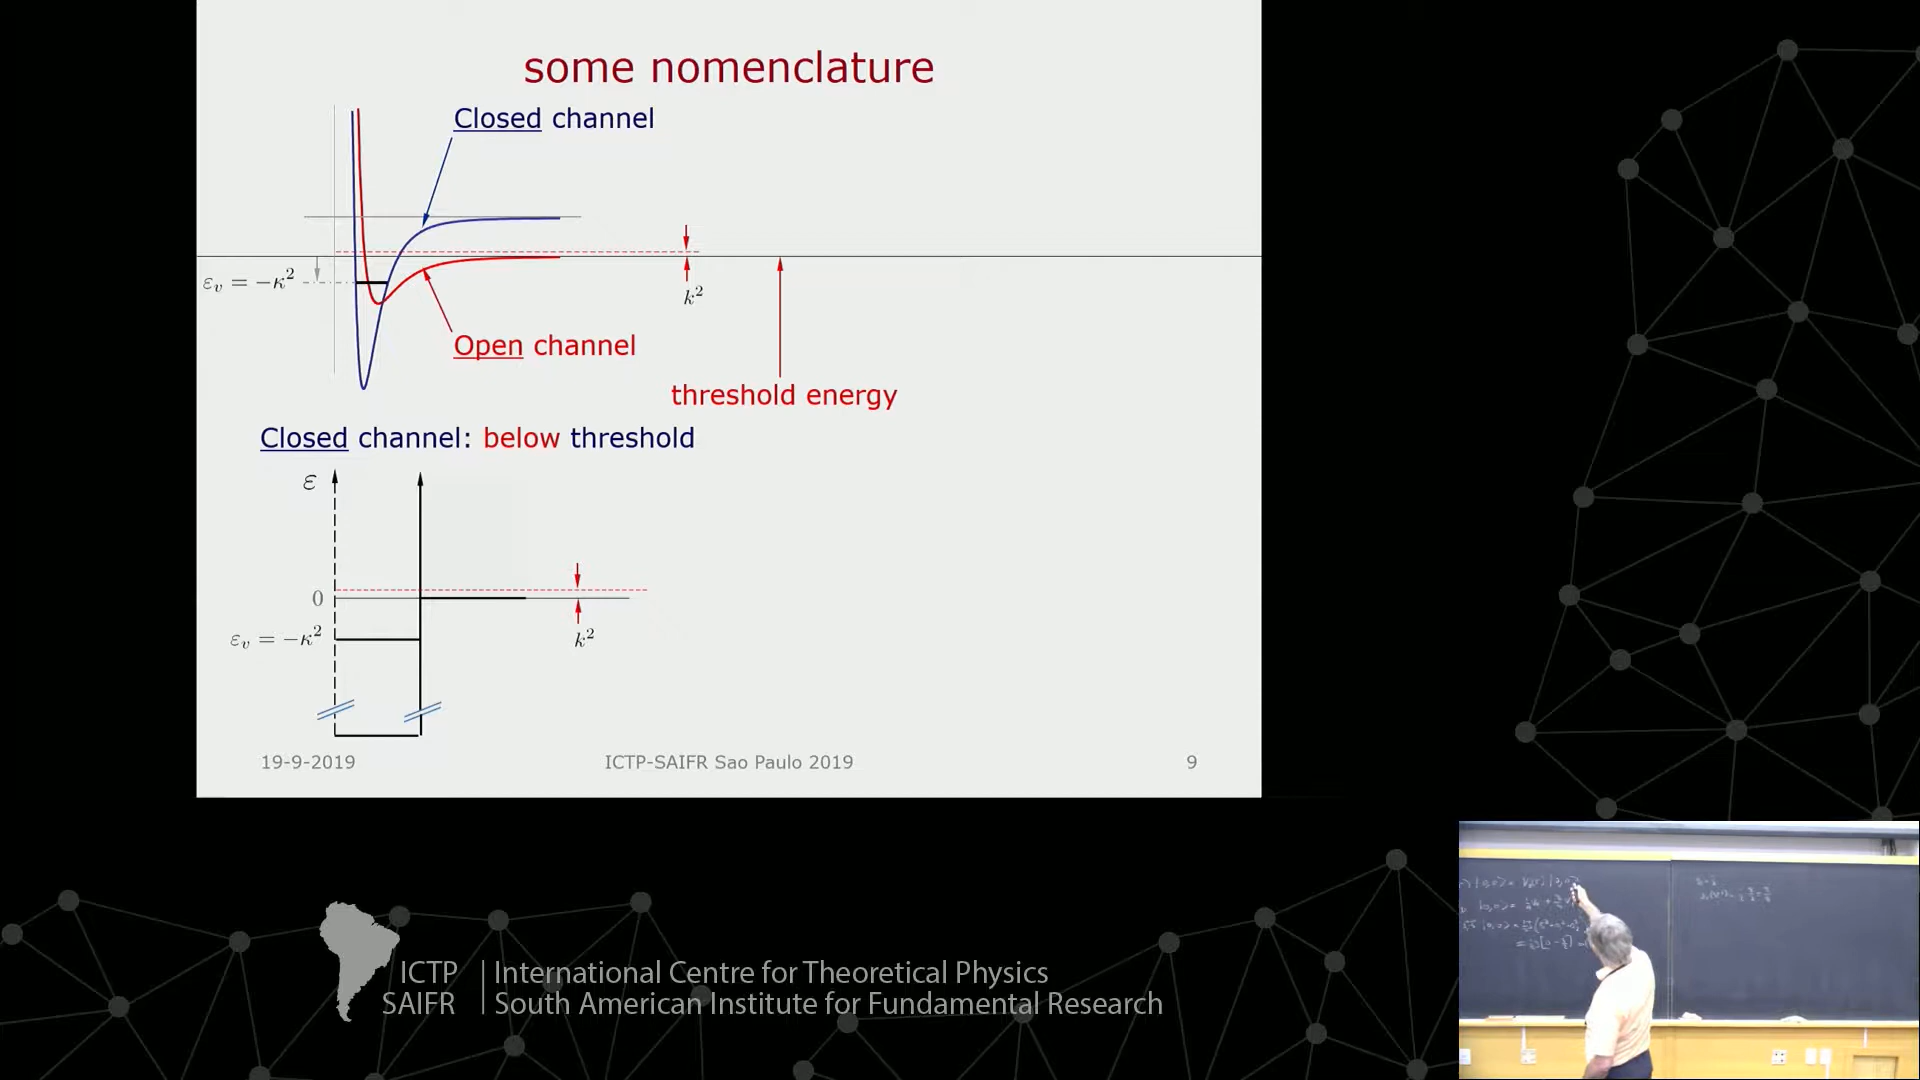 some nomenclature
Closed channel
εᵥ = −κ²
k²
Open channel
threshold energy
Closed channel: below threshold
ε
0
k²
εᵥ = −κ²
19-9-2019
ICTP-SAIFR Sao Paulo 2019
9
ICTP
SAIFR
International Centre for Theoretical Physics
South American Institute for Fundamental Research